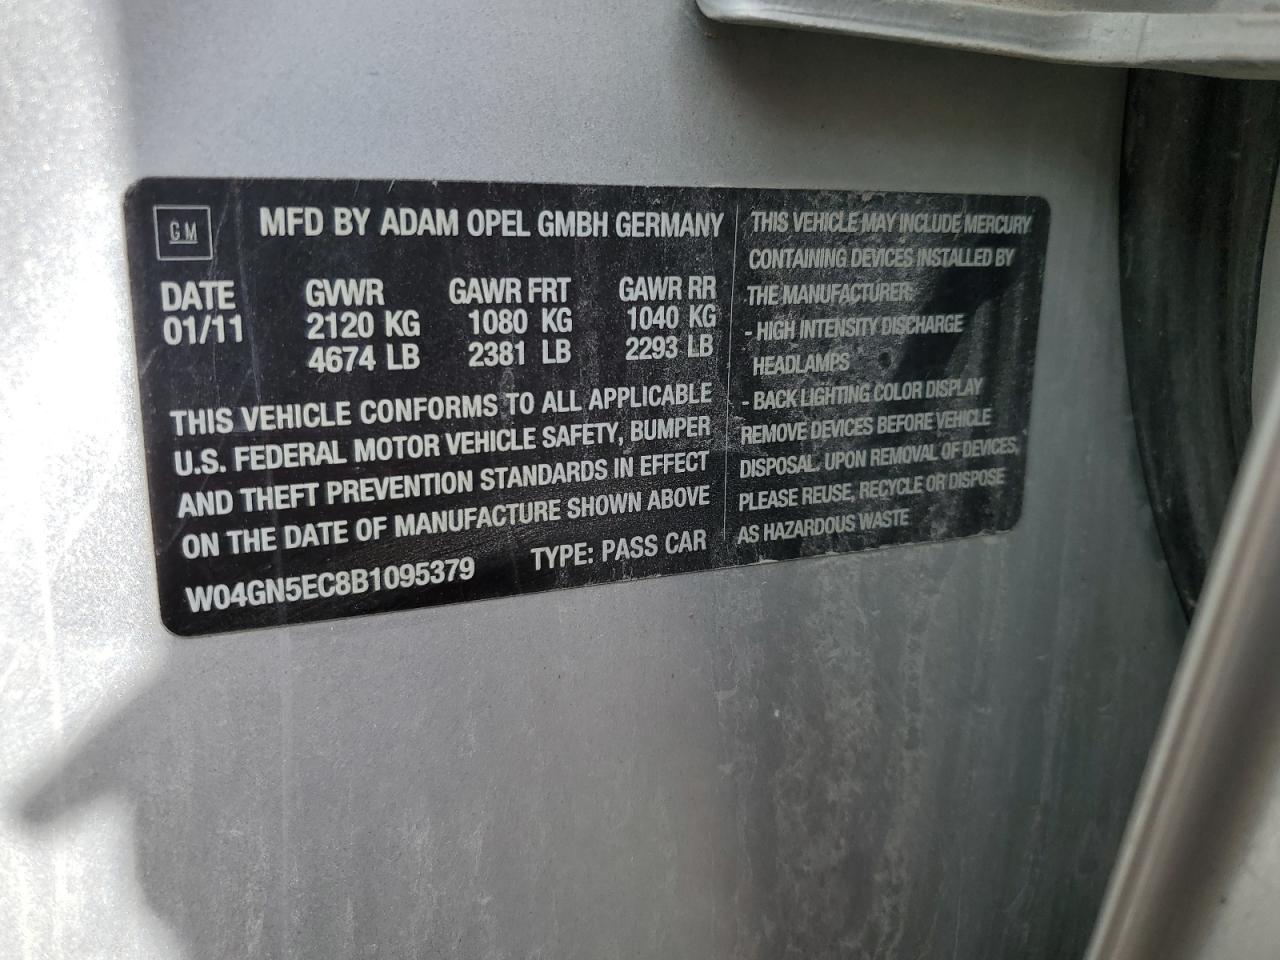 GM
MFD BY ADAM OPEL GMBH GERMANY
DATE GVWR GAWR FRT GAWR RR
01/11 2120 KG 1080 KG 1040 KG
4674 LB 2381 LB 2293 LB
THIS VEHICLE CONFORMS TO ALL APPLICABLE
U.S. FEDERAL MOTOR VEHICLE SAFETY, BUMPER
AND THEFT PREVENTION STANDARDS IN EFFECT
ON THE DATE OF MANUFACTURE SHOWN ABOVE
W04GN5EC8B1095379 TYPE: PASS CAR
THIS VEHICLE MAY INCLUDE MERCURY
CONTAINING DEVICES INSTALLED BY
THE MANUFACTURER:
- HIGH INTENSITY DISCHARGE
HEADLAMPS
- BACK LIGHTING COLOR DISPLAY
REMOVE DEVICES BEFORE VEHICLE
DISPOSAL. UPON REMOVAL OF DEVICES,
PLEASE REUSE, RECYCLE OR DISPOSE
AS HAZARDOUS WASTE